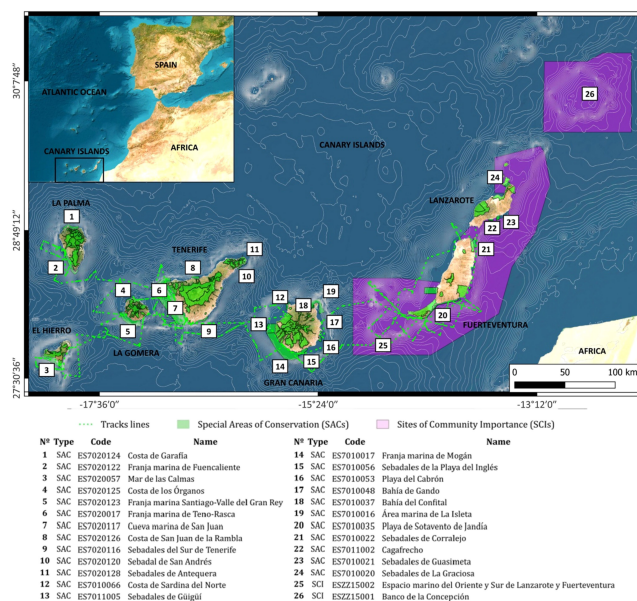 SPAIN
ATLANTIC OCEAN
AFRICA
CANARY ISLANDS
30°7'48"
28°49'12"
27°30'36"
CANARY ISLANDS
26
24
LANZAROTE
23
22
21
LA PALMA
1
2
TENERIFE
11
8
10
4
6
7
5
9
LA GOMERA
EL HIERRO
3
12
18
19
13
17
16
14
15
GRAN CANARIA
20
25
FUERTEVENTURA
AFRICA
0 50 100 km
-17°36'0" -15°24'0" -13°12'0"
Tracks lines Special Areas of Conservation (SACs) Sites of Community Importance (SCIs)
Nº Type Code Name
1 SAC ES7020124 Costa de Garafía
2 SAC ES7020122 Franja marina de Fuencaliente
3 SAC ES7020057 Mar de las Calmas
4 SAC ES7020125 Costa de los Órganos
5 SAC ES7020123 Franja marina Santiago-Valle del Gran Rey
6 SAC ES7020017 Franja marina de Teno-Rasca
7 SAC ES7020117 Cueva marina de San Juan
8 SAC ES7020126 Costa de San Juan de la Rambla
9 SAC ES7020116 Sebadales del Sur de Tenerife
10 SAC ES7020120 Sebadal de San Andrés
11 SAC ES7020128 Sebadales de Antequera
12 SAC ES7010066 Costa de Sardina del Norte
13 SAC ES7011005 Sebadales de Güigüí
Nº Type Code Name
14 SAC ES7010017 Franja marina de Mogán
15 SAC ES7010056 Sebadales de la Playa del Inglés
16 SAC ES7010053 Playa del Cabrón
17 SAC ES7010048 Bahía de Gando
18 SAC ES7010037 Bahía del Confital
19 SAC ES7010016 Área marina de La Isleta
20 SAC ES7010035 Playa de Sotavento de Jandía
21 SAC ES7010022 Sebadales de Corralejo
22 SAC ES7011002 Cagafrecho
23 SAC ES7010021 Sebadales de Guasimeta
24 SAC ES7010020 Sebadales de La Graciosa
25 SCI ESZZ15002 Espacio marino del Oriente y Sur de Lanzarote y Fuerteventura
26 SCI ESZZ15001 Banco de la Concepción